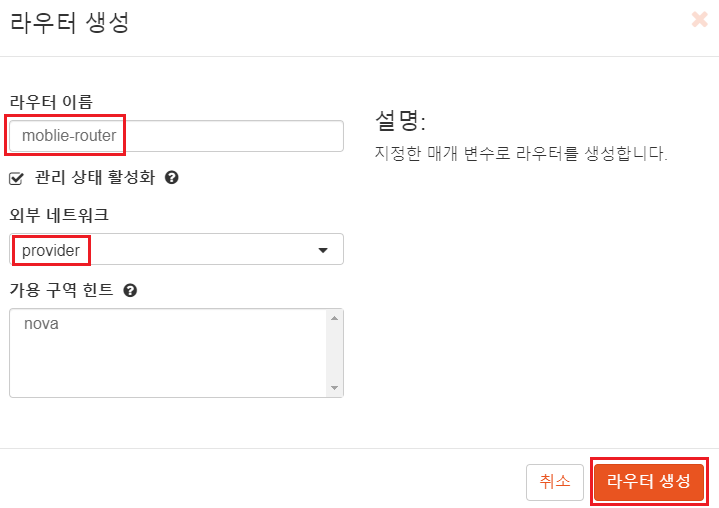 라우터 생성
라우터 이름
moblie-router
관리 상태 활성화
외부 네트워크
provider
가용 구역 힌트
nova
설명:
지정한 매개 변수로 라우터를 생성합니다.
취소
라우터 생성